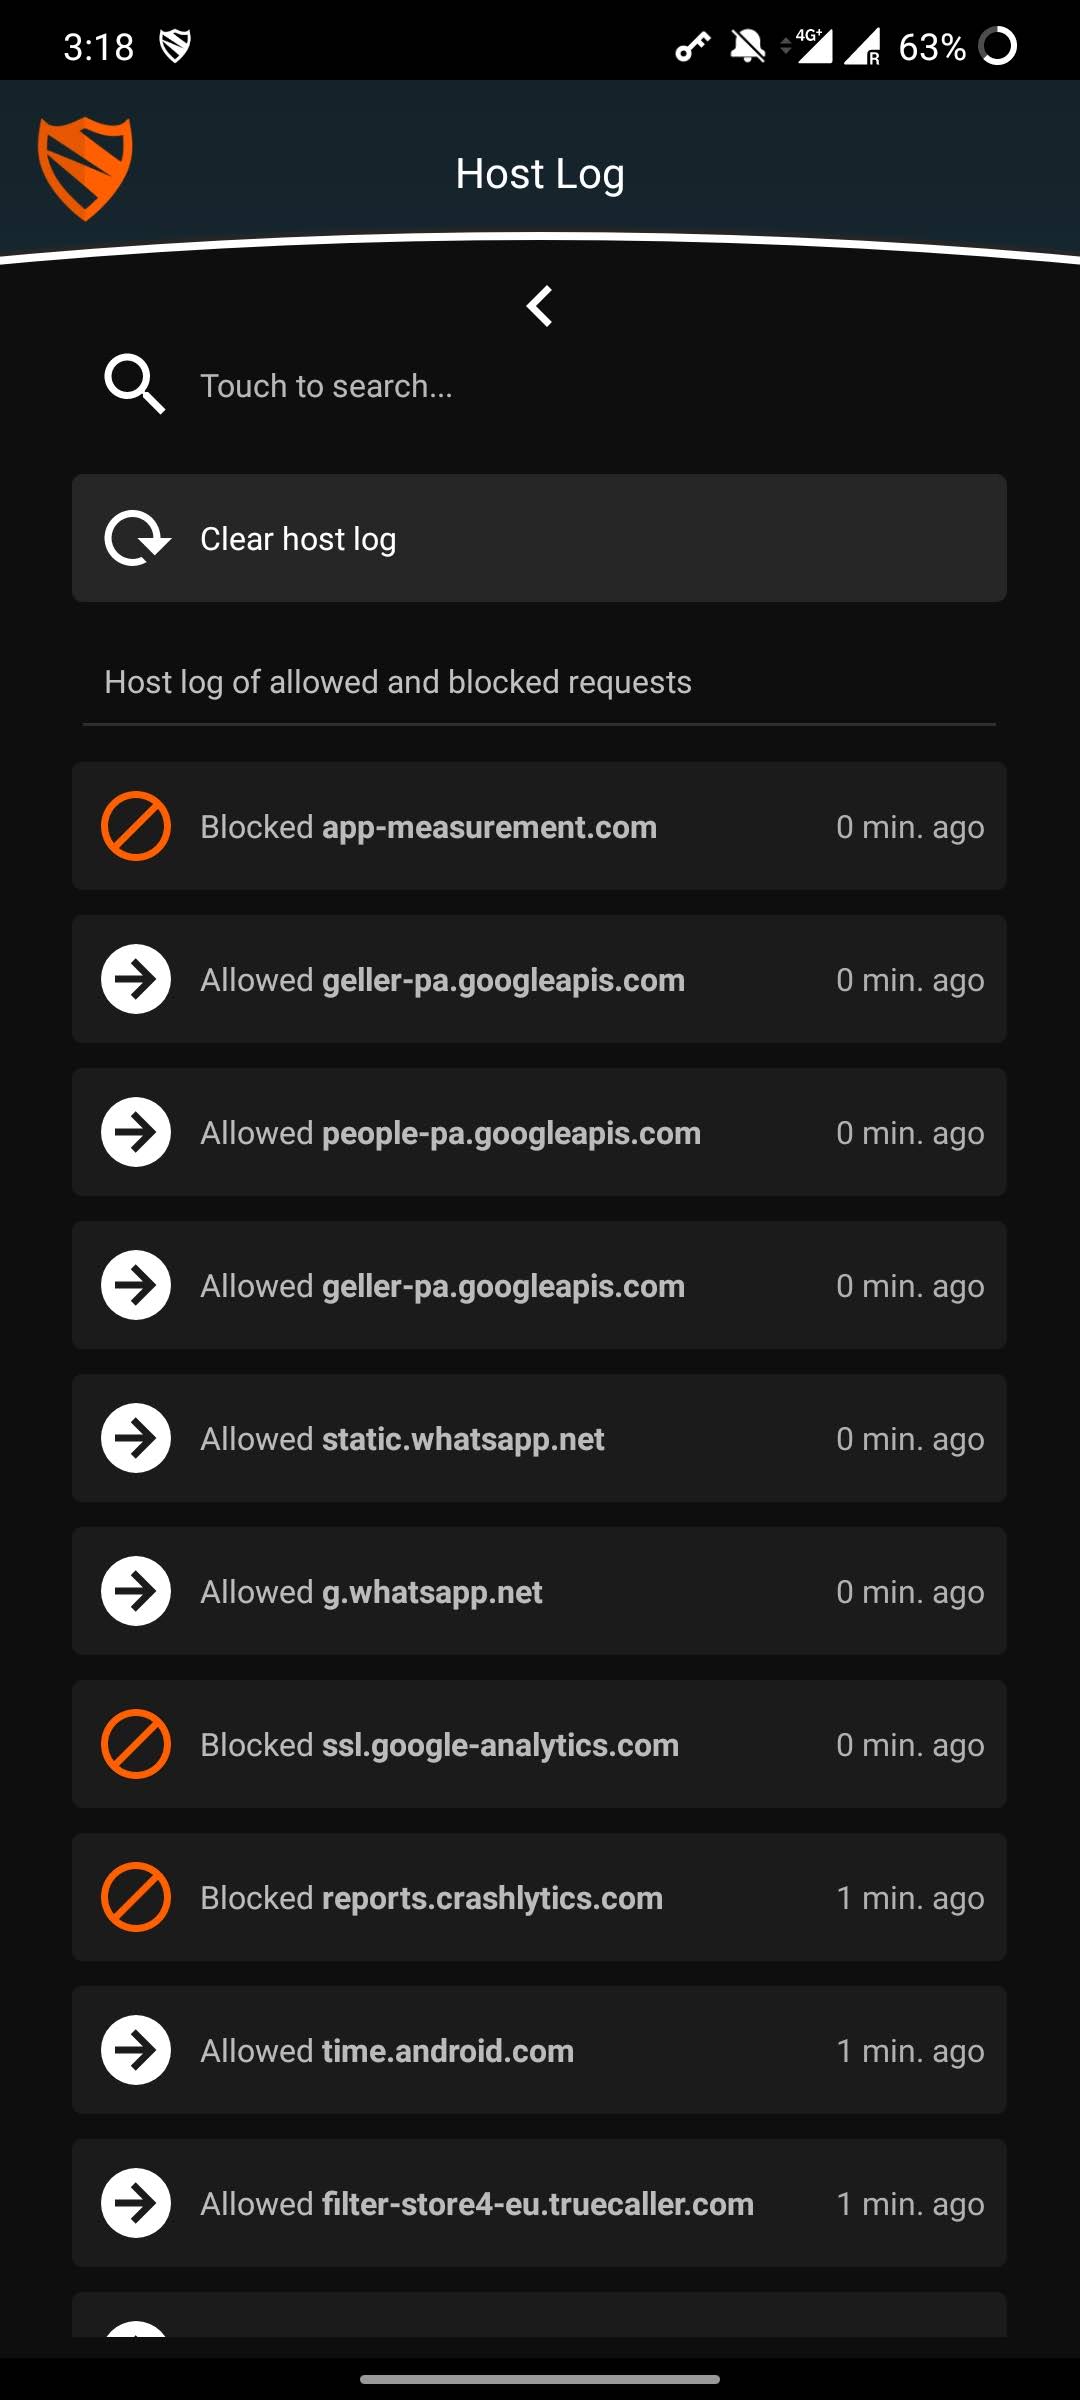 3:18 4G+ R 63%
Host Log
Touch to search...
Clear host log
Host log of allowed and blocked requests
Blocked app-measurement.com 0 min. ago
Allowed geller-pa.googleapis.com 0 min. ago
Allowed people-pa.googleapis.com 0 min. ago
Allowed geller-pa.googleapis.com 0 min. ago
Allowed static.whatsapp.net 0 min. ago
Allowed g.whatsapp.net 0 min. ago
Blocked ssl.google-analytics.com 0 min. ago
Blocked reports.crashlytics.com 1 min. ago
Allowed time.android.com 1 min. ago
Allowed filter-store4-eu.truecaller.com 1 min. ago